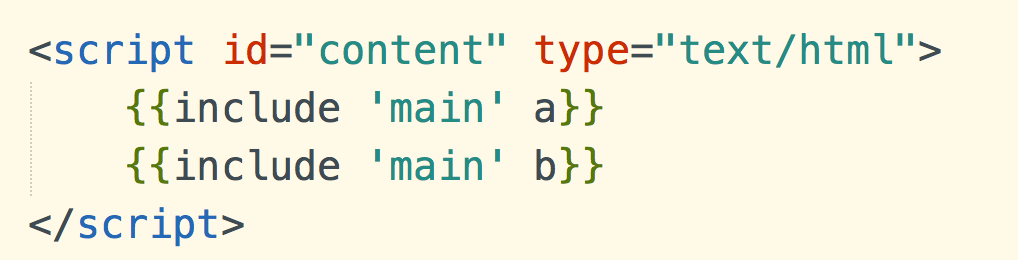 <script id="content" type="text/html">
    {{include 'main' a}}
    {{include 'main' b}}
</script>